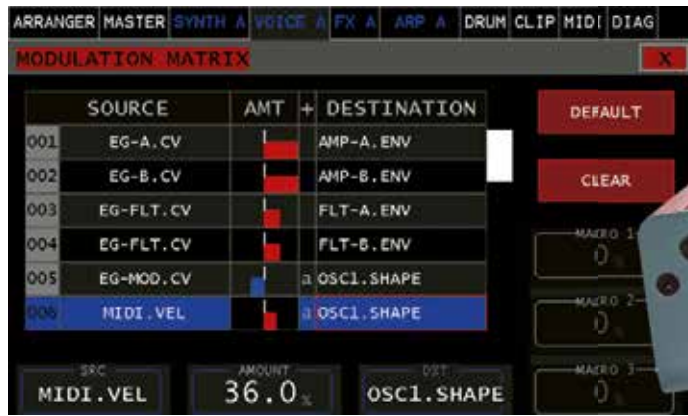 ARRANGER MASTER SYNTH A VOICE A FX A ARP A DRUM CLIP MIDI DIAG
MODULATION MATRIX X
SOURCE AMT + DESTINATION
DEFAULT
001 EG-A.CV AMP-A.ENV
002 EG-B.CV AMP-B.ENV
CLEAR
003 EG-FLT.CV FLT-A.ENV
004 EG-FLT.CV FLT-B.ENV
MACRO 1
0%
005 EG-MOD.CV a OSC1.SHAPE
006 MIDI.VEL a OSC1.SHAPE
MACRO 2
0%
SRC AMOUNT DST MACRO 3
MIDI.VEL 36.0% OSC1.SHAPE 0%